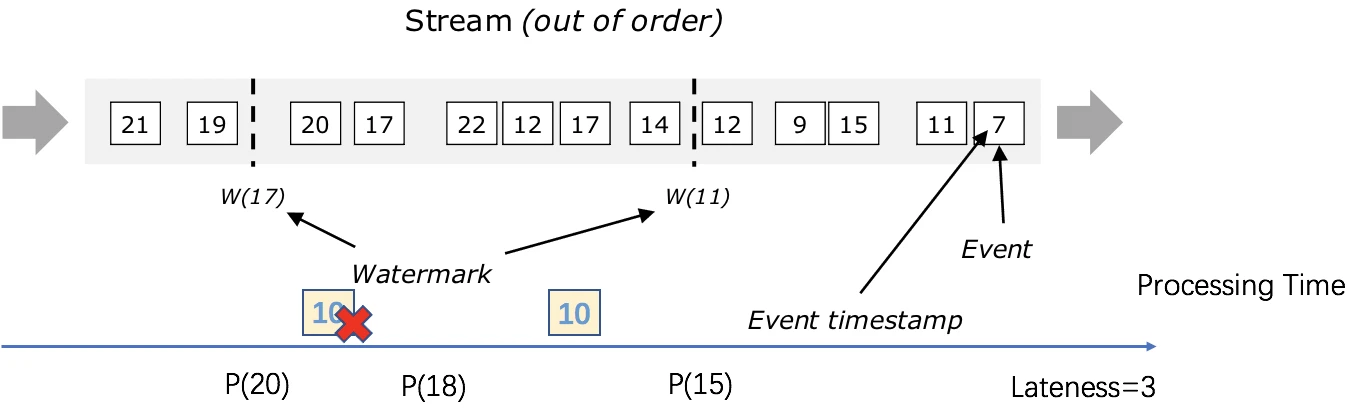 Stream (out of order)
21 19 20 17 22 12 17 14 12 9 15 11 7
W(17) W(11)
Event
Watermark
Processing Time
10 10
Event timestamp
P(20) P(18) P(15) Lateness=3